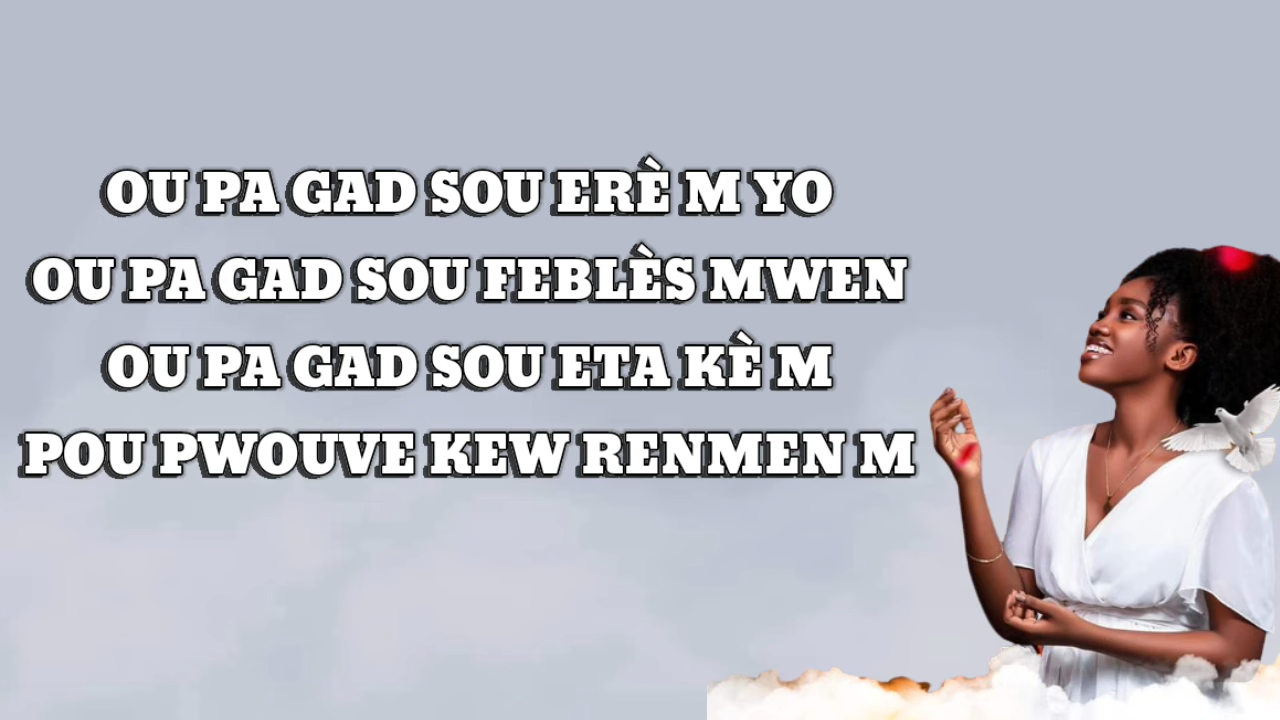 OU PA GAD SOU ERÈ M YO
OU PA GAD SOU FEBLÈS MWEN
OU PA GAD SOU ETA KÈ M
POU PWOUVE KEW RENMEN M